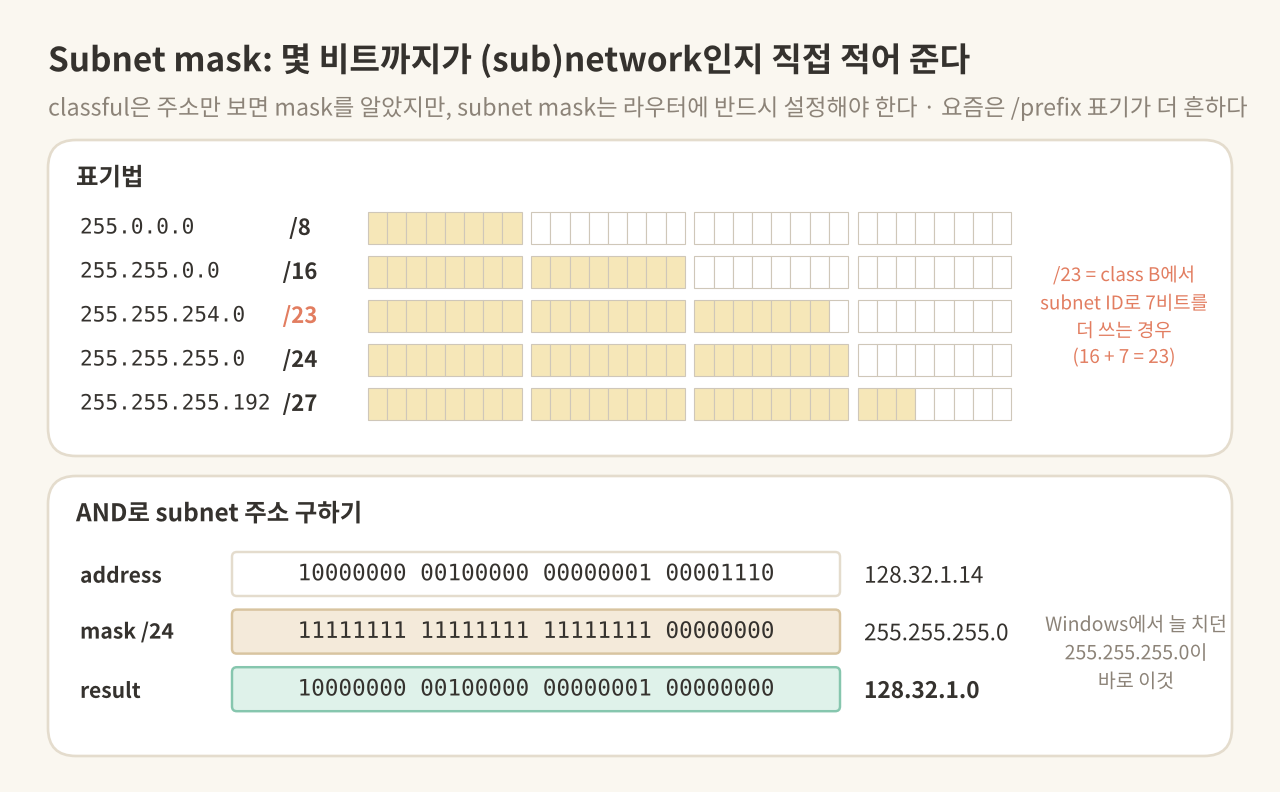 Subnet mask: 몇 비트까지가 (sub)network인지 직접 적어 준다
classful은 주소만 보면 mask를 알았지만, subnet mask는 라우터에 반드시 설정해야 한다 · 요즘은 /prefix 표기가 더 흔하다
표기법
255.0.0.0 /8
255.255.0.0 /16
255.255.254.0 /23
255.255.255.0 /24
255.255.255.192 /27
/23 = class B에서
subnet ID로 7비트를
더 쓰는 경우
(16 + 7 = 23)
AND로 subnet 주소 구하기
address 10000000 00100000 00000001 00001110 128.32.1.14
mask /24 11111111 11111111 11111111 00000000 255.255.255.0
result 10000000 00100000 00000001 00000000 128.32.1.0
Windows에서 늘 치던
255.255.255.0이
바로 이것